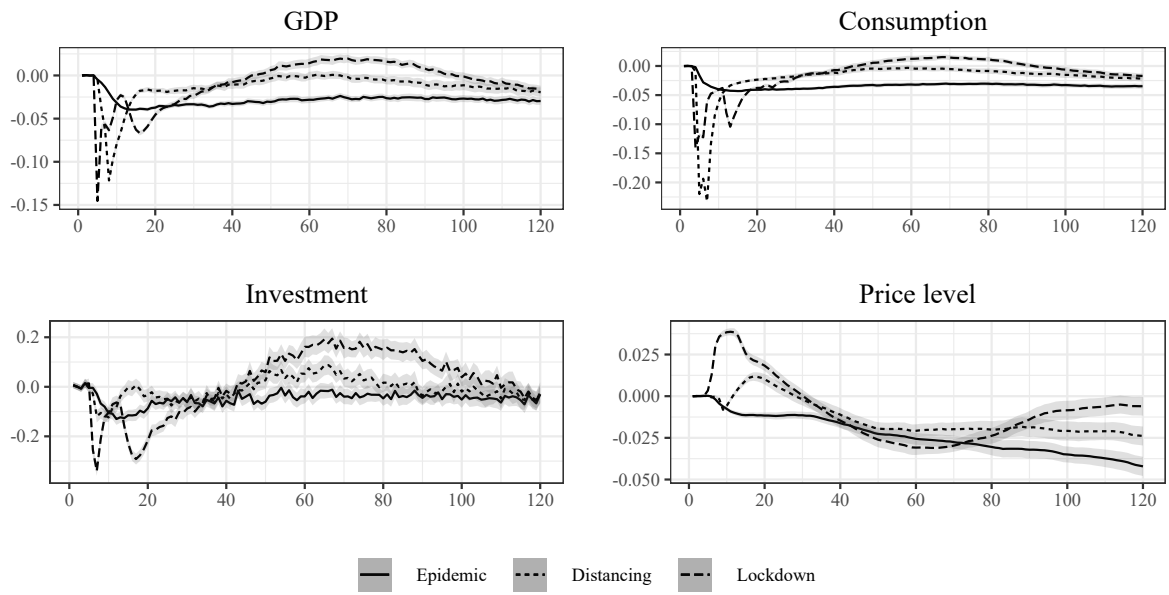 GDP
Consumption
0.00
-0.05
-0.10
-0.15
0 20 40 60 80 100 120
0.00
-0.05
-0.10
-0.15
-0.20
0 20 40 60 80 100 120
Investment
Price level
0.2
0.0
-0.2
0 20 40 60 80 100 120
0.025
0.000
-0.025
-0.050
0 20 40 60 80 100 120
Epidemic Distancing Lockdown